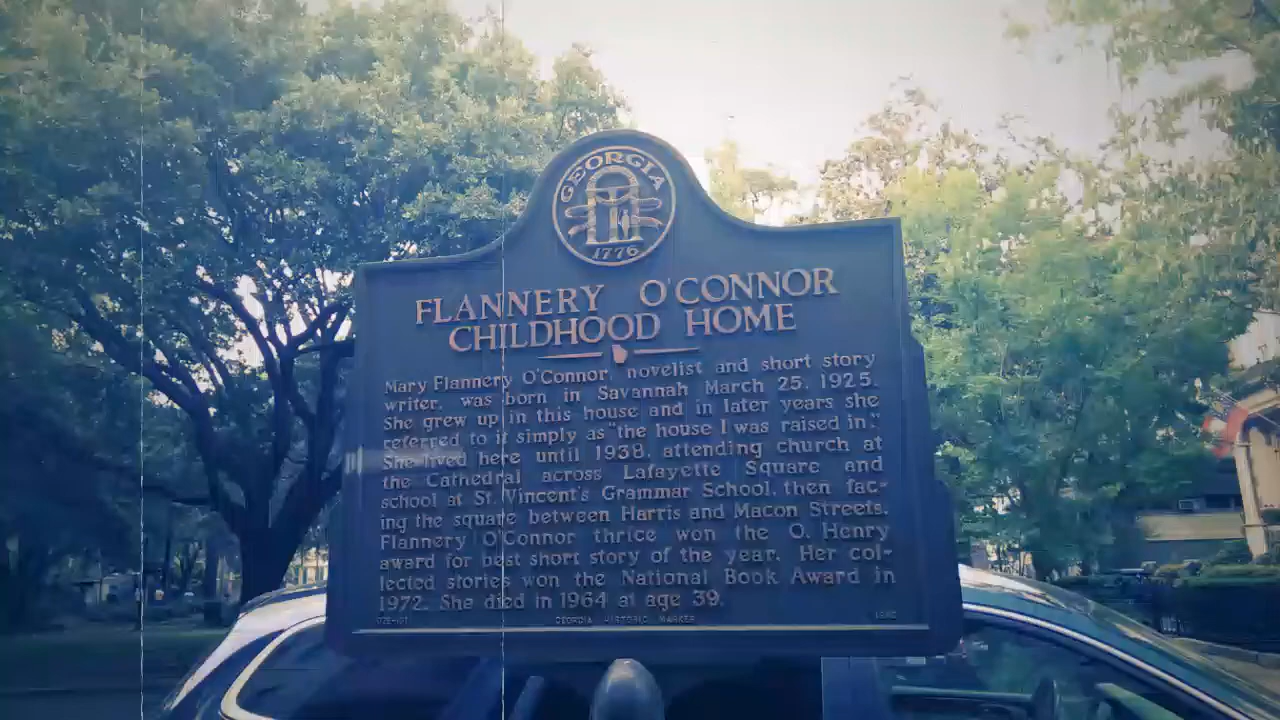 GEORGIA
1776
FLANNERY O'CONNOR
CHILDHOOD HOME
Mary Flannery O'Connor, novelist and short story
writer, was born in Savannah March 25, 1925.
She grew up in this house and in later years she
referred to it simply as "the house I was raised in."
She lived here until 1938, attending church at
the Cathedral across Lafayette Square and
school at St. Vincent's Grammar School, then fac-
ing the square between Harris and Macon Streets.
Flannery O'Connor thrice won the O. Henry
award for best short story of the year. Her col-
lected stories won the National Book Award in
1972. She died in 1964 at age 39.
GEORGIA HISTORIC MARKER